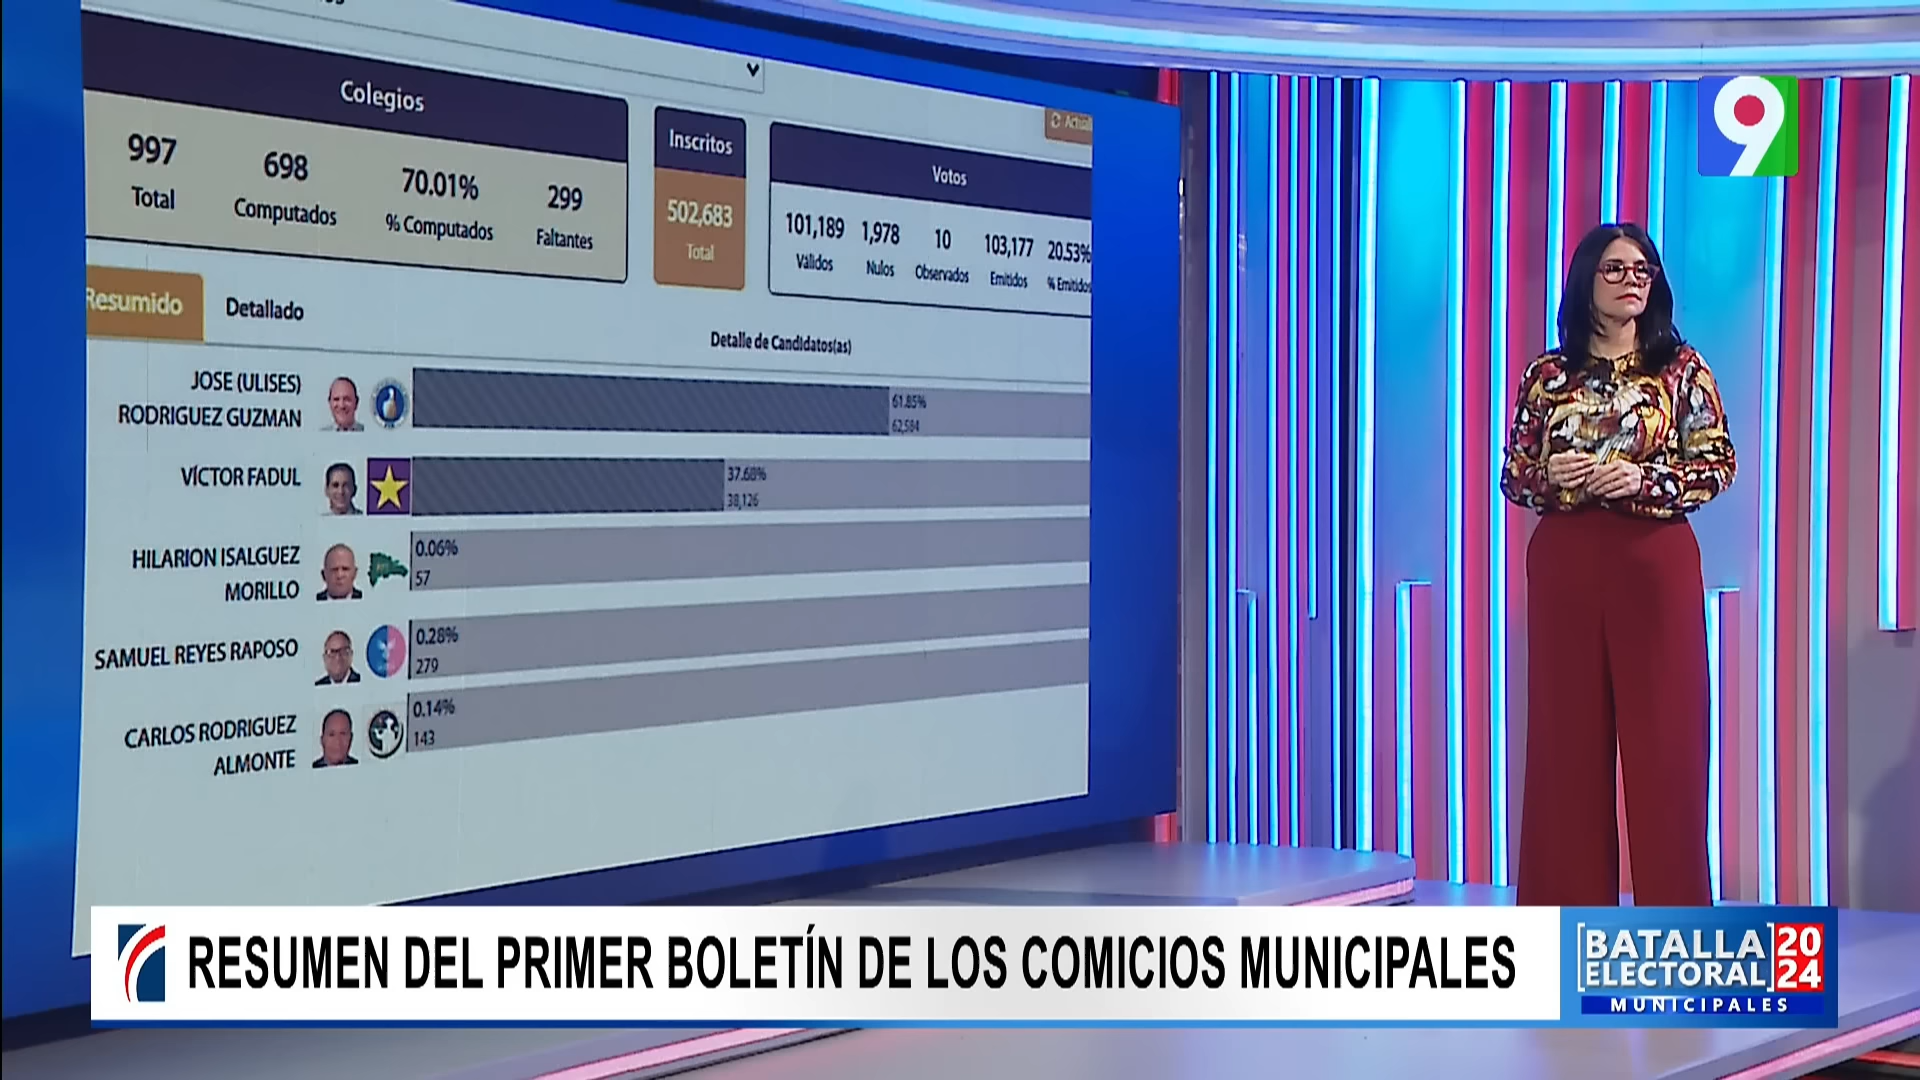 Colegios
997
Total
698
Computados
70.01%
% Computados
299
Faltantes
Inscritos
502,683
Total
Votos
101,189
Válidos
1,978
Nulos
10
Observados
103,177
Emitidos
20.53%
% Emitidos
Resumido
Detallado
Detalle de Candidatos(as)
JOSE (ULISES)
RODRIGUEZ GUZMAN
61.85%
62,584
VÍCTOR FADUL
37.68%
38,126
HILARION ISALGUEZ
MORILLO
0.06%
57
SAMUEL REYES RAPOSO
0.28%
279
CARLOS RODRIGUEZ
ALMONTE
0.14%
143
9
RESUMEN DEL PRIMER BOLETÍN DE LOS COMICIOS MUNICIPALES
BATALLA 20
ELECTORAL 24
MUNICIPALES